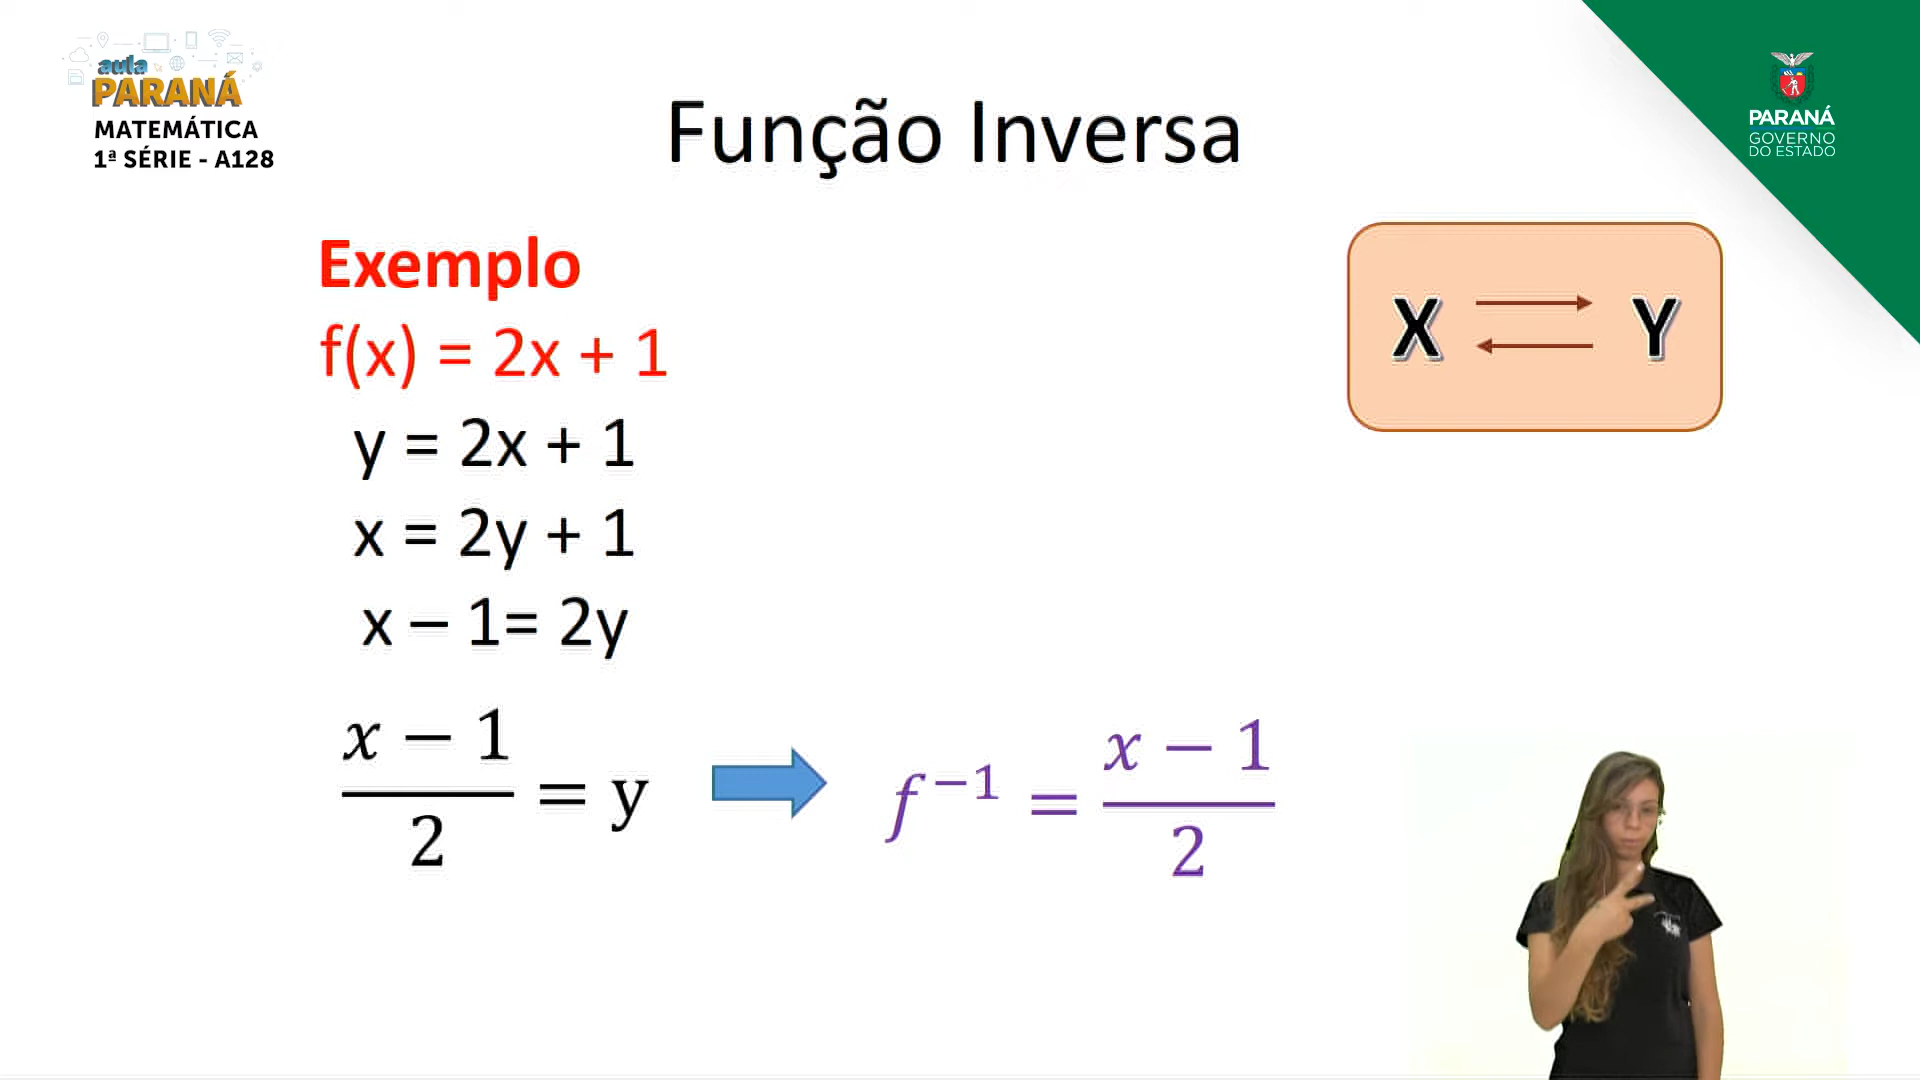 aula
PARANÁ
MATEMÁTICA
1ª SÉRIE - A128
Função Inversa
PARANÁ
GOVERNO
DO ESTADO
Exemplo
f(x) = 2x + 1
y = 2x + 1
x = 2y + 1
x – 1= 2y
X Y
x − 1
2
= y
f −1 =
x − 1
2